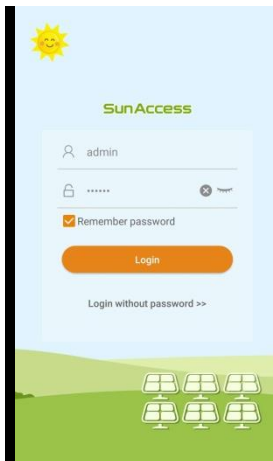 SunAccess
admin
······
Remember password
Login
Login without password >>